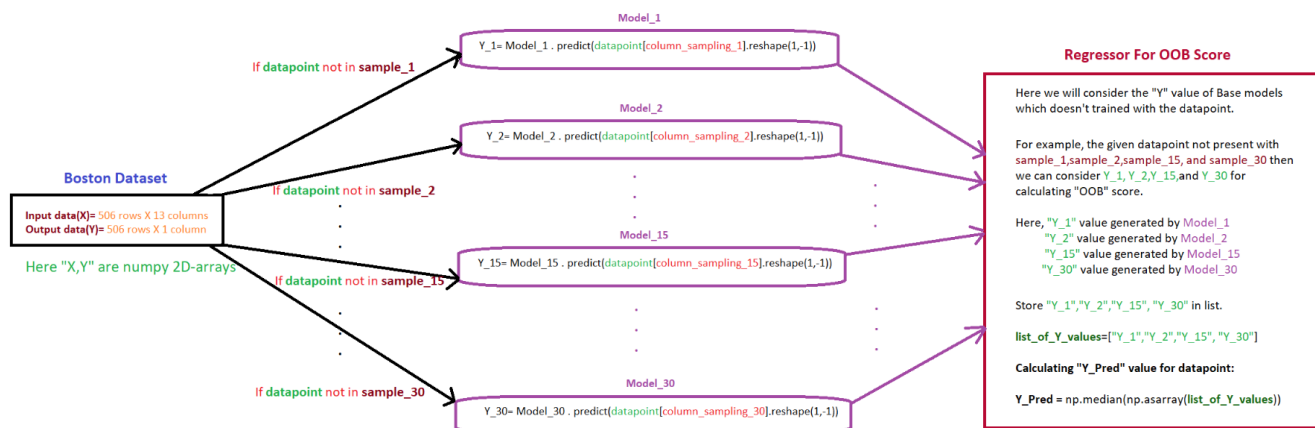 Boston Dataset
Input data(X)= 506 rows X 13 columns
Output data(Y)= 506 rows X 1 column
Here "X,Y" are numpy 2D-arrays
If datapoint not in sample_1
If datapoint not in sample_2
If datapoint not in sample_15
If datapoint not in sample_30
Model_1
Y_1= Model_1 . predict(datapoint[column_sampling_1].reshape(1,-1))
Model_2
Y_2= Model_2 . predict(datapoint[column_sampling_2].reshape(1,-1))
Model_15
Y_15= Model_15 . predict(datapoint[column_sampling_15].reshape(1,-1))
Model_30
Y_30= Model_30 . predict(datapoint[column_sampling_30].reshape(1,-1))
Regressor For OOB Score
Here we will consider the "Y" value of Base models
which doesn't trained with the datapoint.
For example, the given datapoint not present with
sample_1,sample_2,sample_15, and sample_30 then
we can consider Y_1, Y_2,Y_15,and Y_30 for
calculating "OOB" score.
Here, "Y_1" value generated by Model_1
"Y_2" value generated by Model_2
"Y_15" value generated by Model_15
"Y_30" value generated by Model_30
Store "Y_1","Y_2","Y_15", "Y_30" in list.
list_of_Y_values=["Y_1","Y_2","Y_15", "Y_30"]
Calculating "Y_Pred" value for datapoint:
Y_Pred = np.median(np.asarray(list_of_Y_values))